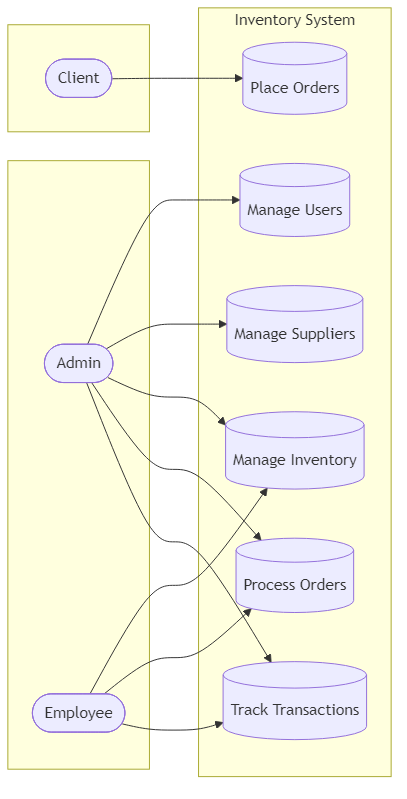 Inventory System
Client
Place Orders
Manage Users
Manage Suppliers
Admin
Manage Inventory
Process Orders
Employee
Track Transactions